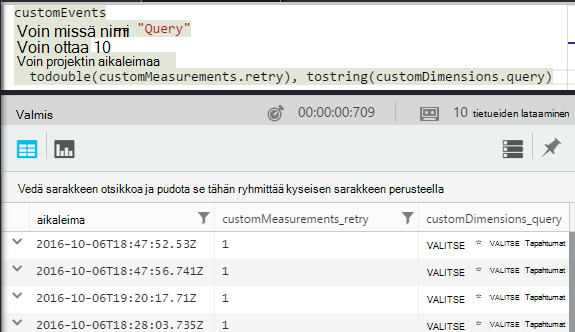 customEvents
Voin missä nimi "Query"
Voin ottaa 10
Voin projektin aikaleimaa
todouble(customMeasurements.retry), tostring(customDimensions.query)
Valmis 00:00:00:709 10 tietueiden lataaminen
Vedä sarakkeen otsikkoa ja pudota se tähän ryhmittää kyseisen sarakkeen perusteella
aikaleima customMeasurements_retry customDimensions_query
2016-10-06T18:47:52.53Z 1 VALITSE * VALITSE Tapahtumat
2016-10-06T18:47:56.741Z 1 VALITSE * VALITSE Tapahtumat
2016-10-06T19:20:17.71Z 1 VALITSE * VALITSE Tapahtumat
2016-10-06T18:28:03.735Z 1 VALITSE * VALITSE Tapahtumat